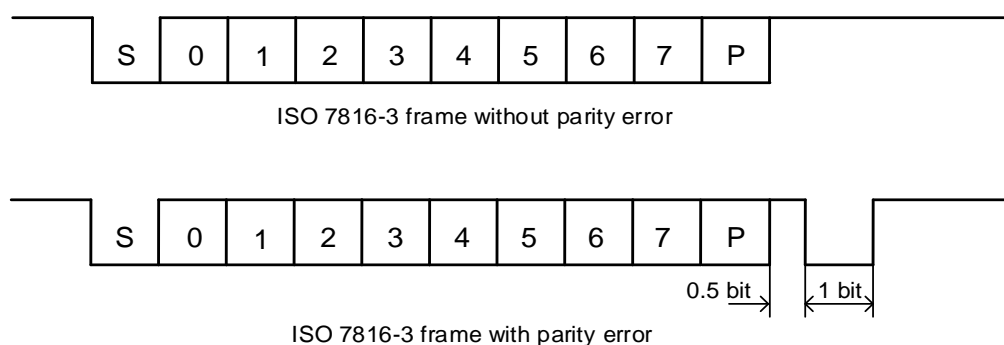 S 0 1 2 3 4 5 6 7 P
ISO 7816-3 frame without parity error
S 0 1 2 3 4 5 6 7 P
0.5 bit 1 bit
ISO 7816-3 frame with parity error